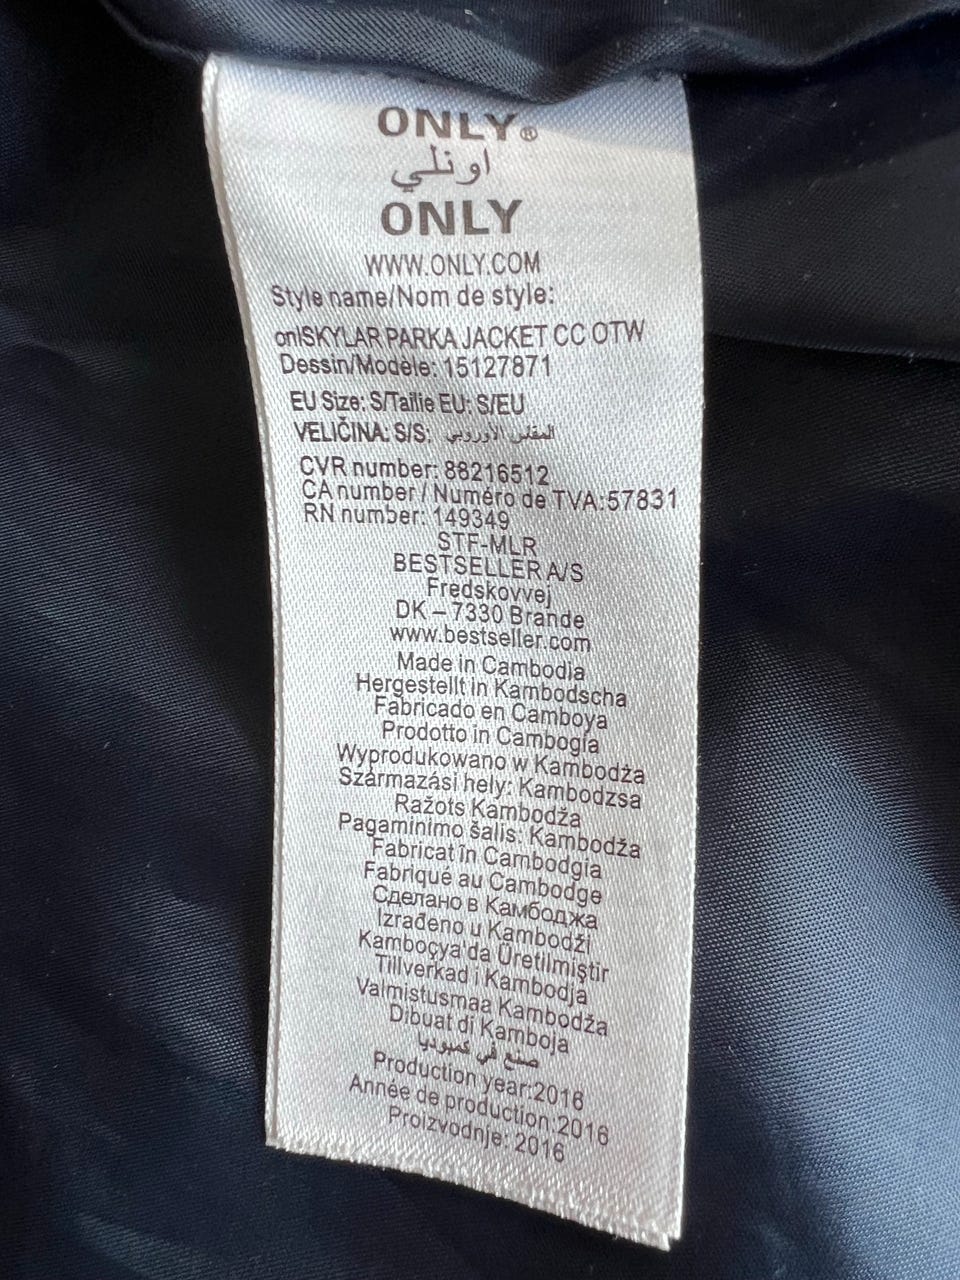 ONLY®
اونلي
ONLY
WWW.ONLY.COM
Style name/Nom de style:
onlSKYLAR PARKA JACKET CC OTW
Dessin/Modèle: 15127871
EU Size: S/Taille EU: S/EU
VELIČINA: S/S: المقاس الأوروبي
CVR number: 88216512
CA number / Numéro de TVA:57831
RN number: 149349
STF-MLR
BESTSELLER A/S
Fredskovvej
DK – 7330 Brande
www.bestseller.com
Made in Cambodia
Hergestellt in Kambodscha
Fabricado en Camboya
Prodotto in Cambogia
Wyprodukowano w Kambodża
Származási hely: Kambodzsa
Ražots Kambodža
Pagaminimo šalis: Kambodža
Fabricat în Cambodgia
Fabriqué au Cambodge
Сделано в Камбоджа
Izrađeno u Kambodži
Kamboçya'da Üretilmiştir
Tillverkad i Kambodja
Valmistusmaa Kambodža
Dibuat di Kamboja
صنع في كمبوديا
Production year:2016
Année de production:2016
Proizvodnje: 2016